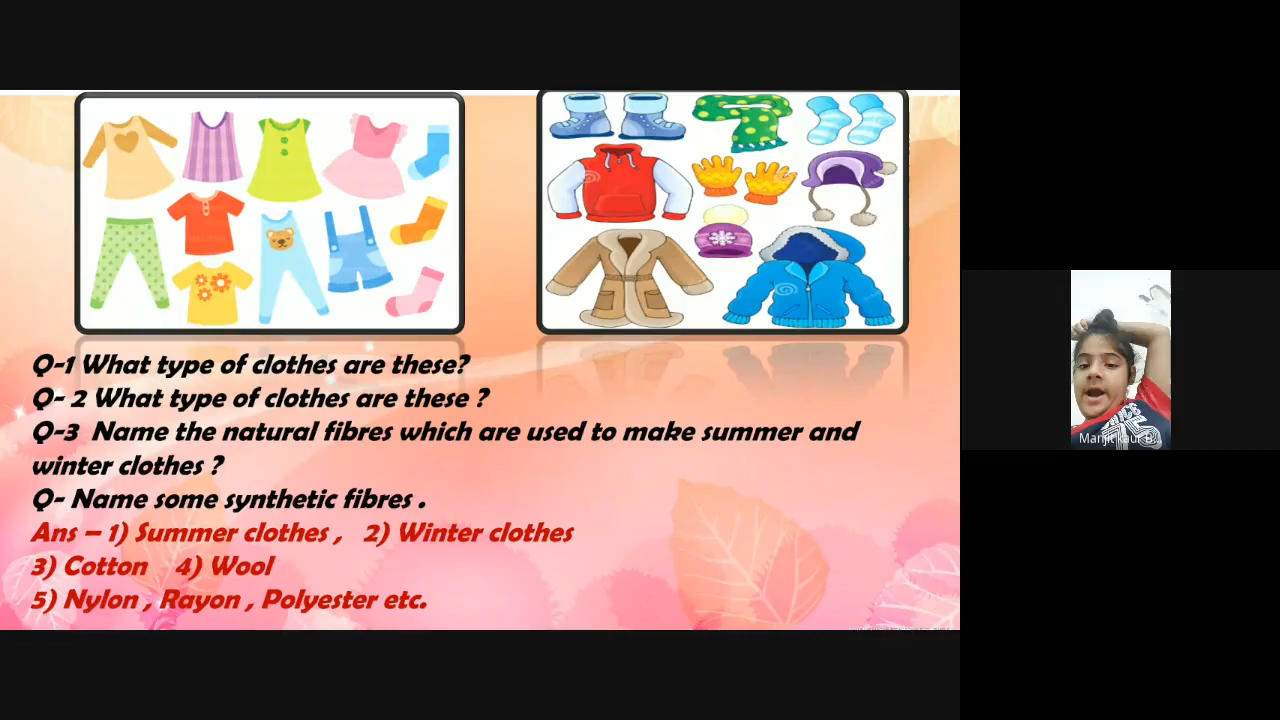 Q-1 What type of clothes are these?
Q- 2 What type of clothes are these ?
Q-3 Name the natural fibres which are used to make summer and
winter clothes ?
Q- Name some synthetic fibres .
Ans – 1) Summer clothes , 2) Winter clothes
3) Cotton 4) Wool
5) Nylon , Rayon , Polyester etc.
Manjit kaur B...